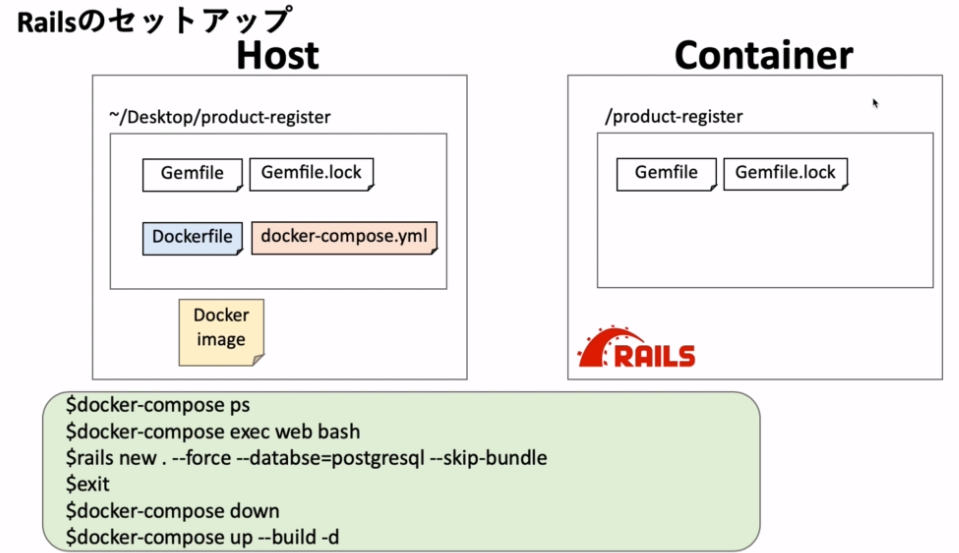 Railsのセットアップ
Host
Container
~/Desktop/product-register
Gemfile
Gemfile.lock
Dockerfile
docker-compose.yml
Docker
image
/product-register
Gemfile
Gemfile.lock
RAILS
$docker-compose ps
$docker-compose exec web bash
$rails new . --force --databse=postgresql --skip-bundle
$exit
$docker-compose down
$docker-compose up --build -d